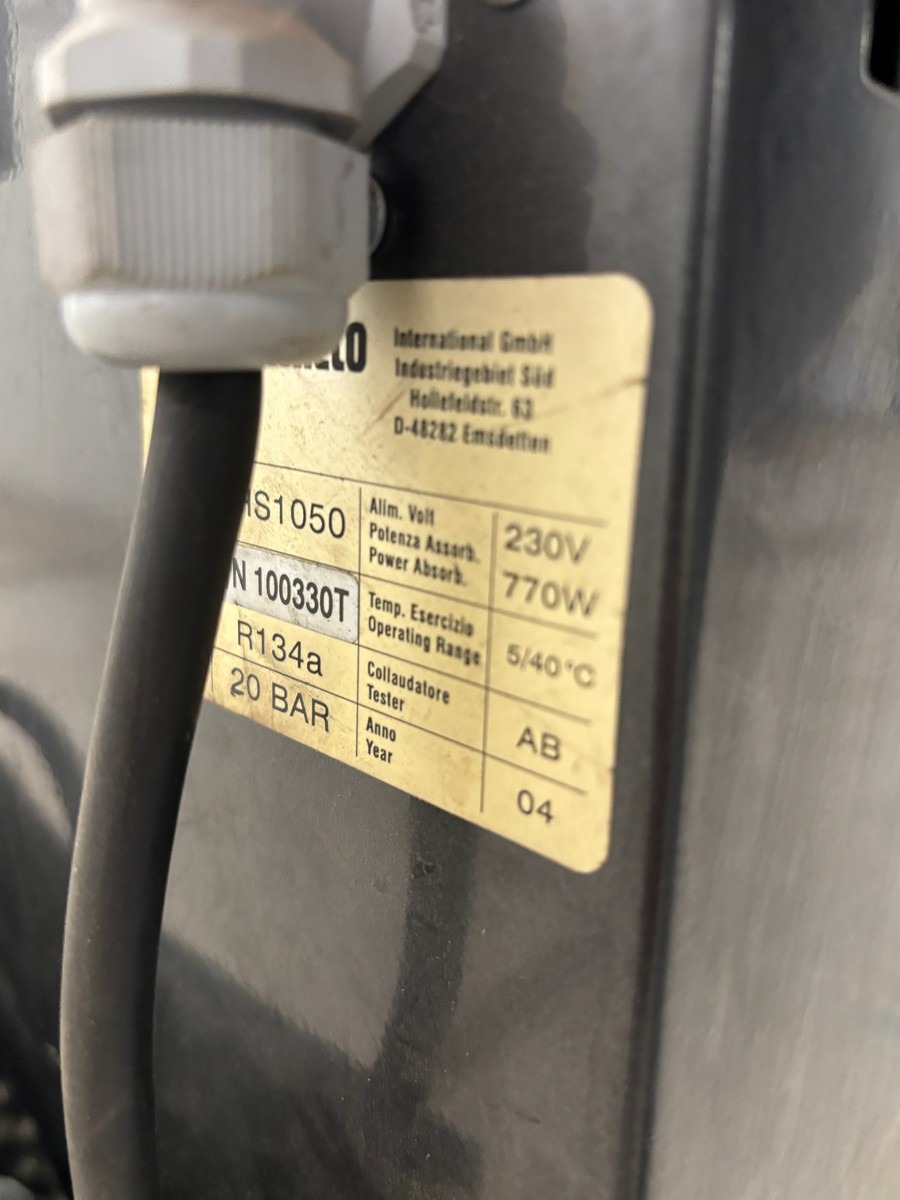 International GmbH
Industriegebiet Süd
Hollefeldstr. 63
D-48282 Emsdetten
S1050
Alim. Volt
Potenza Assorb.
Power Absorb.
230V
770W
N 100330T
Temp. Esercizio
Operating Range
5/40°C
R134a
Collaudatore
Tester
AB
20 BAR
Anno
Year
04